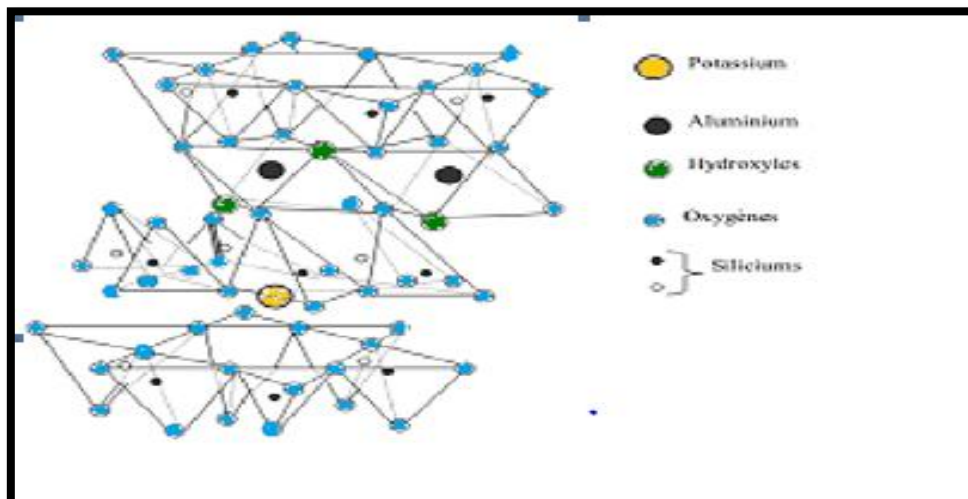 Potassium
Aluminium
Hydroxyles
Oxygènes
Siliciums